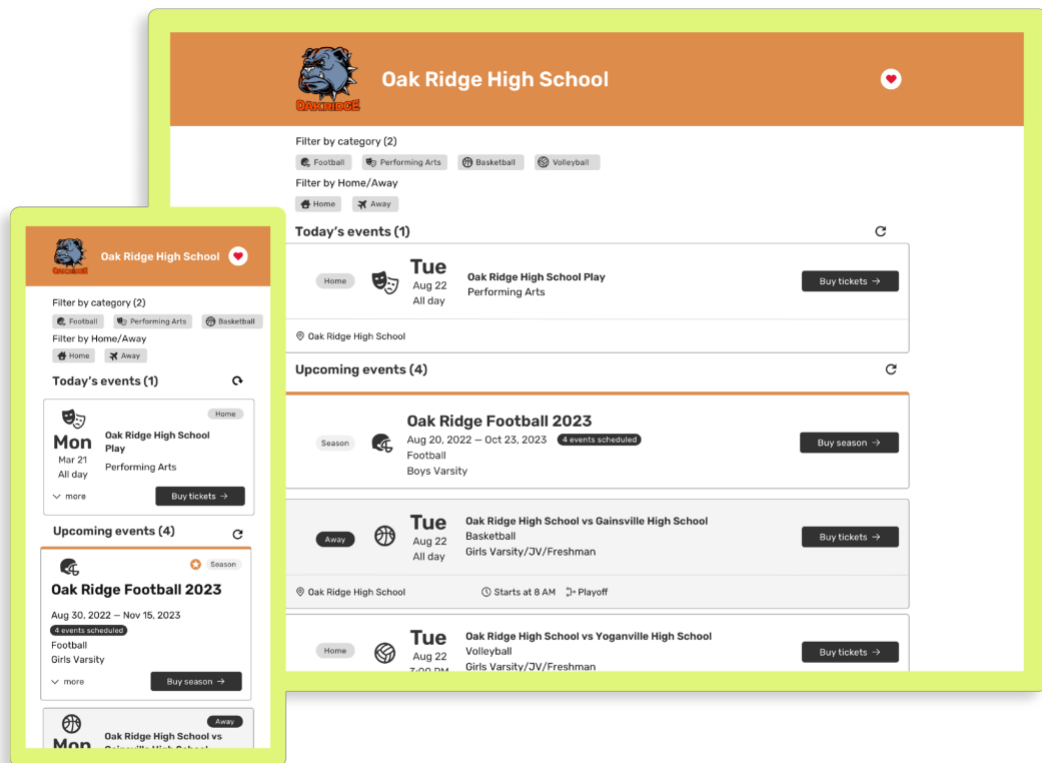 OAKRIDGE
Oak Ridge High School
Filter by category (2)
Football Performing Arts Basketball Volleyball
Filter by Home/Away
Home Away
Today's events (1)
Home
Tue
Aug 22
All day
Oak Ridge High School Play
Performing Arts
Buy tickets →
Oak Ridge High School
Upcoming events (4)
Season
Oak Ridge Football 2023
Aug 20, 2022 — Oct 23, 2023 4 events scheduled
Football
Boys Varsity
Buy season →
Away
Tue
Aug 22
All day
Oak Ridge High School vs Gainsville High School
Basketball
Girls Varsity/JV/Freshman
Buy tickets →
Oak Ridge High School Starts at 8 AM Playoff
Home
Tue
Aug 22
7:00 PM
Oak Ridge High School vs Yoganville High School
Volleyball
Girls Varsity/JV/Freshman
Buy tickets →
OAKRIDGE
Oak Ridge High School
Filter by category (2)
Football Performing Arts Basketball
Filter by Home/Away
Home Away
Today's events (1)
Home
Mon
Mar 21
All day
Oak Ridge High School
Play
Performing Arts
more
Buy tickets →
Upcoming events (4)
Season
Oak Ridge Football 2023
Aug 30, 2022 — Nov 15, 2023
4 events scheduled
Football
Girls Varsity
more
Buy season →
Away
Mon
Oak Ridge High School vs
Gainsville High School